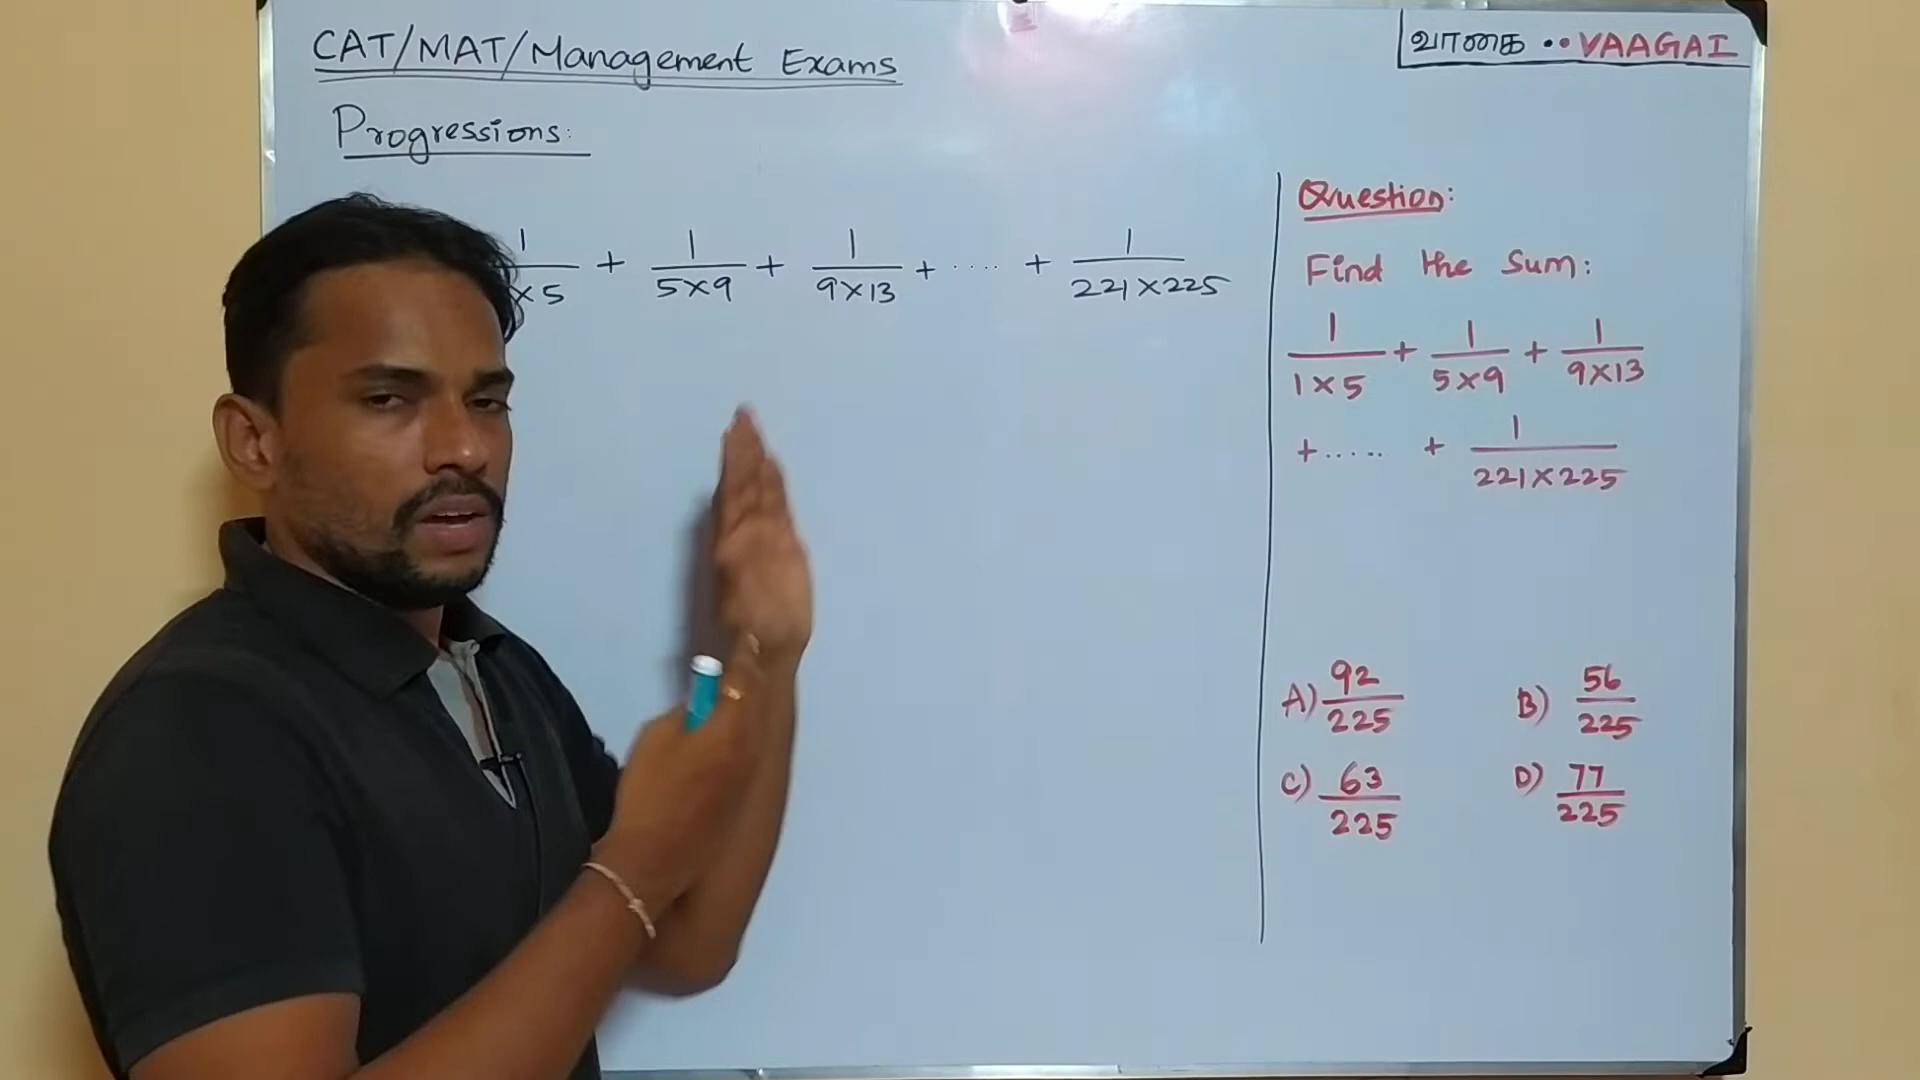 CAT/MAT/Management Exams
வாகை ••VAAGAI
Progressions:
1/×5 + 1/5×9 + 1/9×13 + .... + 1/221×225
Question:
Find the Sum:
1/1×5 + 1/5×9 + 1/9×13
+ ..... + 1/221×225
A) 92/225 B) 56/225
C) 63/225 D) 77/225